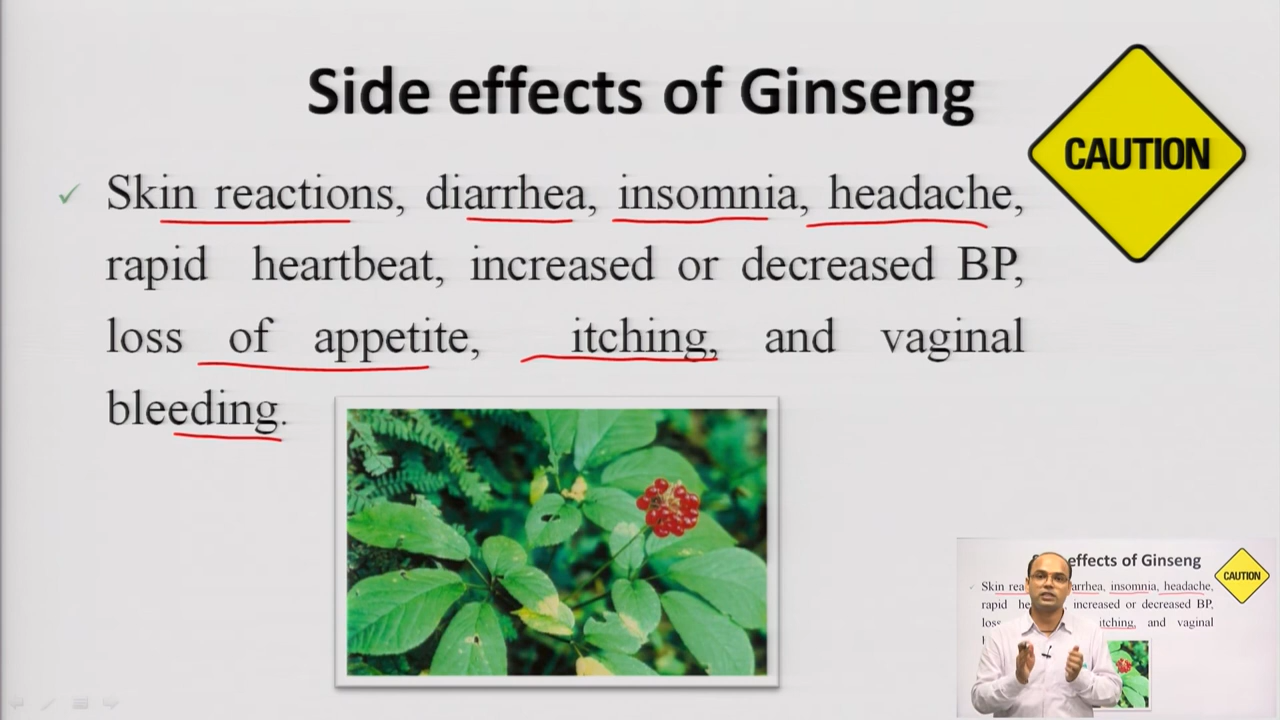 Side effects of Ginseng
CAUTION
✓ Skin reactions, diarrhea, insomnia, headache,
rapid heartbeat, increased or decreased BP,
loss of appetite, itching, and vaginal
bleeding.
effects of Ginseng
CAUTION
Skin rea rrhea, insomnia, headache,
rapid he , increased or decreased BP,
loss itching, and vaginal